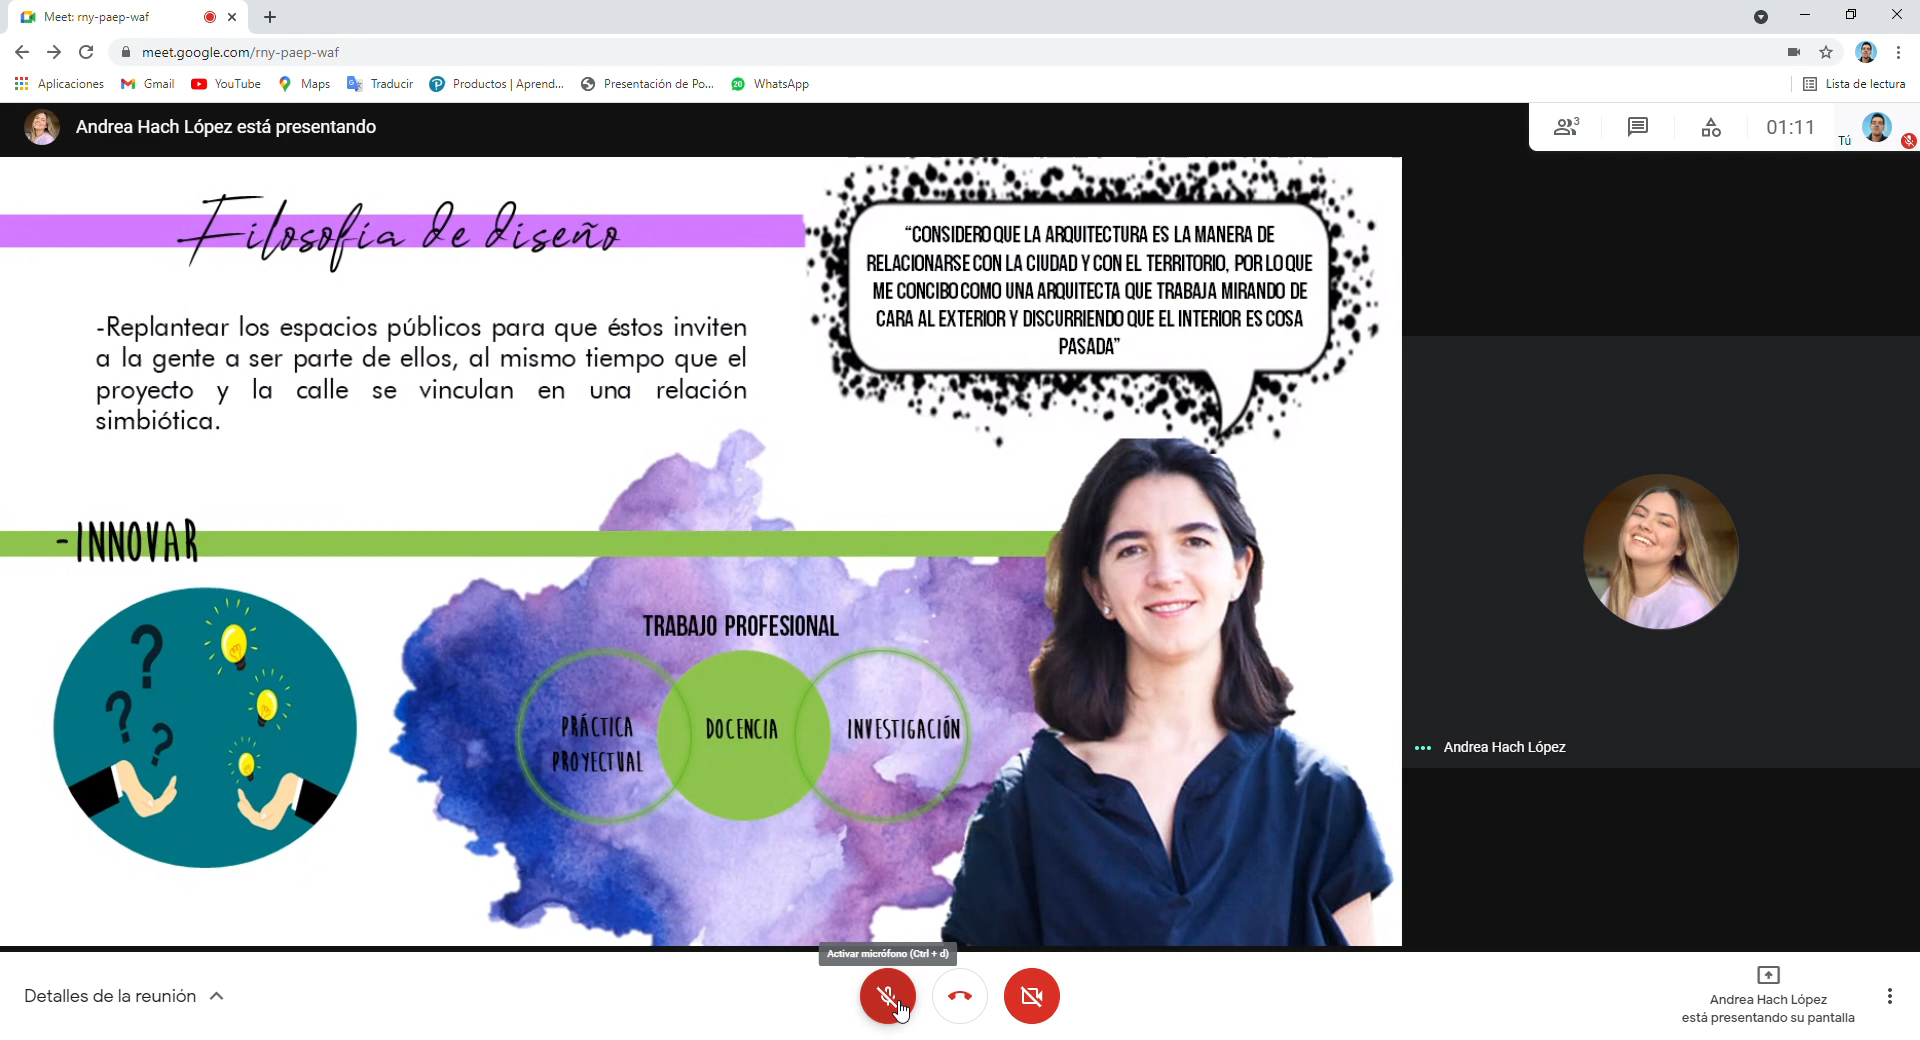 Meet: rny-paep-waf
meet.google.com/rny-paep-waf
Aplicaciones
Gmail
YouTube
Maps
Traducir
Productos | Aprend...
Presentación de Po...
20
WhatsApp
Lista de lectura
Andrea Hach López está presentando
3
01:11
Tú
Filosofía de diseño
-Replantear los espacios públicos para que éstos inviten
a la gente a ser parte de ellos, al mismo tiempo que el
proyecto y la calle se vinculan en una relación
simbiótica.
“CONSIDERO QUE LA ARQUITECTURA ES LA MANERA DE
RELACIONARSE CON LA CIUDAD Y CON EL TERRITORIO, POR LO QUE
ME CONCIBO COMO UNA ARQUITECTA QUE TRABAJA MIRANDO DE
CARA AL EXTERIOR Y DISCURRIENDO QUE EL INTERIOR ES COSA
PASADA”
-INNOVAR
? ? ?
TRABAJO PROFESIONAL
PRÁCTICA
PROYECTUAL
DOCENCIA
INVESTIGACIÓN
Andrea Hach López
Activar micrófono (Ctrl + d)
Detalles de la reunión
Andrea Hach López
está presentando su pantalla